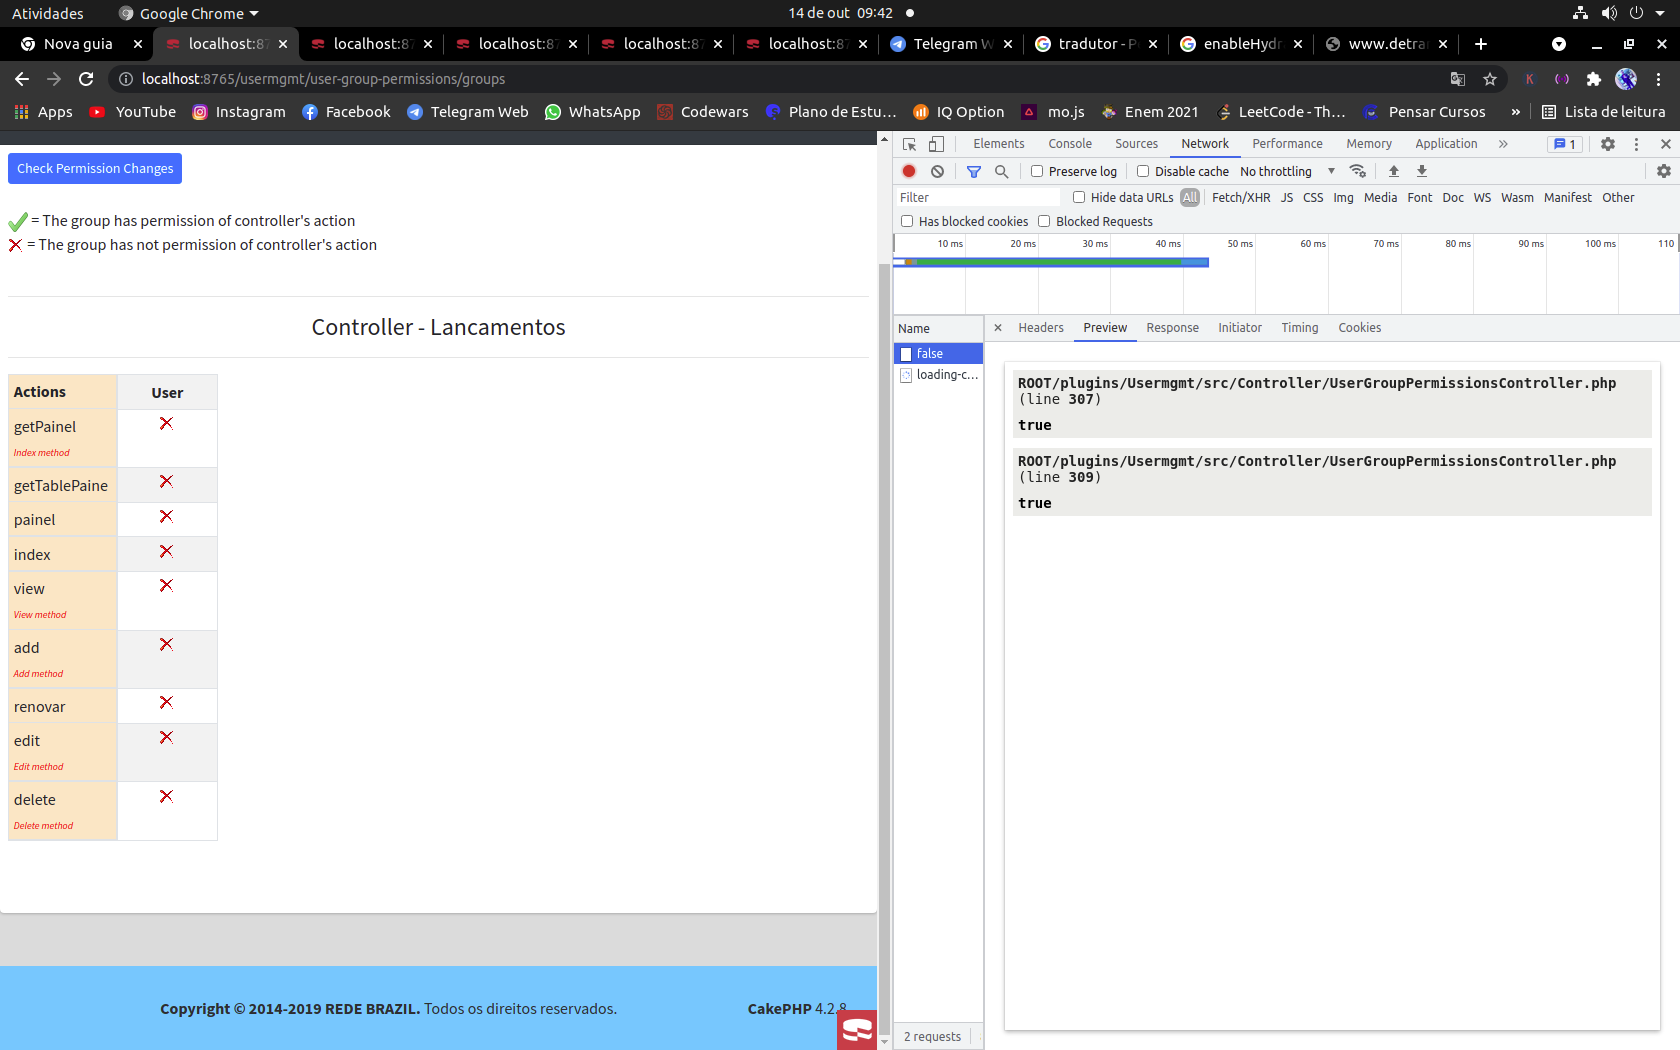 Atividades
Google Chrome
14 de out 09:42
Nova guia
localhost:87
localhost:87
localhost:87
localhost:87
localhost:87
Telegram W
tradutor - P
enableHydr
www.detra
localhost:8765/usermgmt/user-group-permissions/groups
Apps
YouTube
Instagram
Facebook
Telegram Web
WhatsApp
Codewars
Plano de Estu...
IQ Option
mo.js
Enem 2021
LeetCode - Th...
Pensar Cursos
»
Lista de leitura
Check Permission Changes
= The group has permission of controller's action
= The group has not permission of controller's action
Controller - Lancamentos
Actions User
getPainel
Index method
getTablePaine
painel
index
view
View method
add
Add method
renovar
edit
Edit method
delete
Delete method
Copyright © 2014-2019 REDE BRAZIL. Todos os direitos reservados.
CakePHP 4.2.8
Elements Console Sources Network Performance Memory Application » 1
Preserve log Disable cache No throttling
Filter Hide data URLs All Fetch/XHR JS CSS Img Media Font Doc WS Wasm Manifest Other
Has blocked cookies Blocked Requests
10 ms 20 ms 30 ms 40 ms 50 ms 60 ms 70 ms 80 ms 90 ms 100 ms 110
Name
Headers Preview Response Initiator Timing Cookies
false
loading-c...
ROOT/plugins/Usermgmt/src/Controller/UserGroupPermissionsController.php
(line 307)
true
ROOT/plugins/Usermgmt/src/Controller/UserGroupPermissionsController.php
(line 309)
true
2 requests